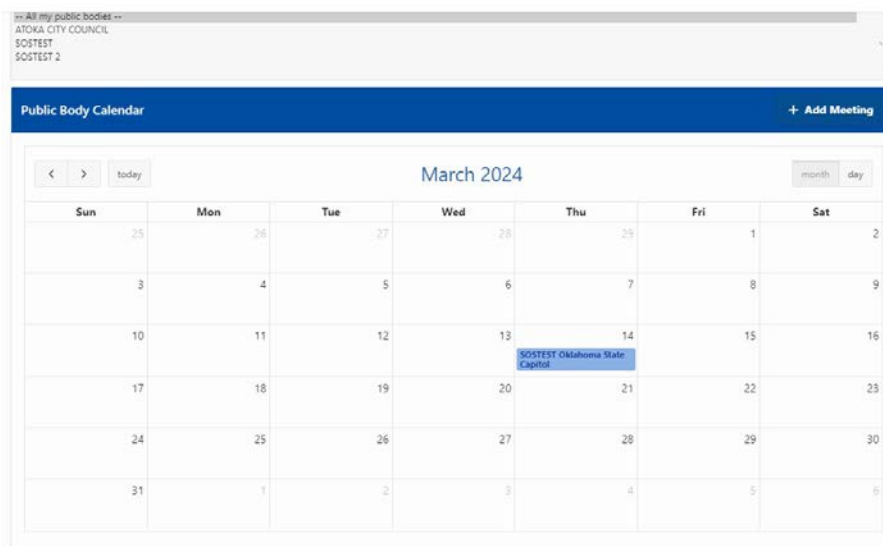 -- All my public bodies --
ATOKA CITY COUNCIL
SOSTEST
SOSTEST 2
Public Body Calendar + Add Meeting
< > today March 2024 month day
Sun Mon Tue Wed Thu Fri Sat
25 26 27 28 29 1 2
3 4 5 6 7 8 9
10 11 12 13 14 15 16
SOSTEST Oklahoma State
Capitol
17 18 19 20 21 22 23
24 25 26 27 28 29 30
31 1 2 3 4 5 6